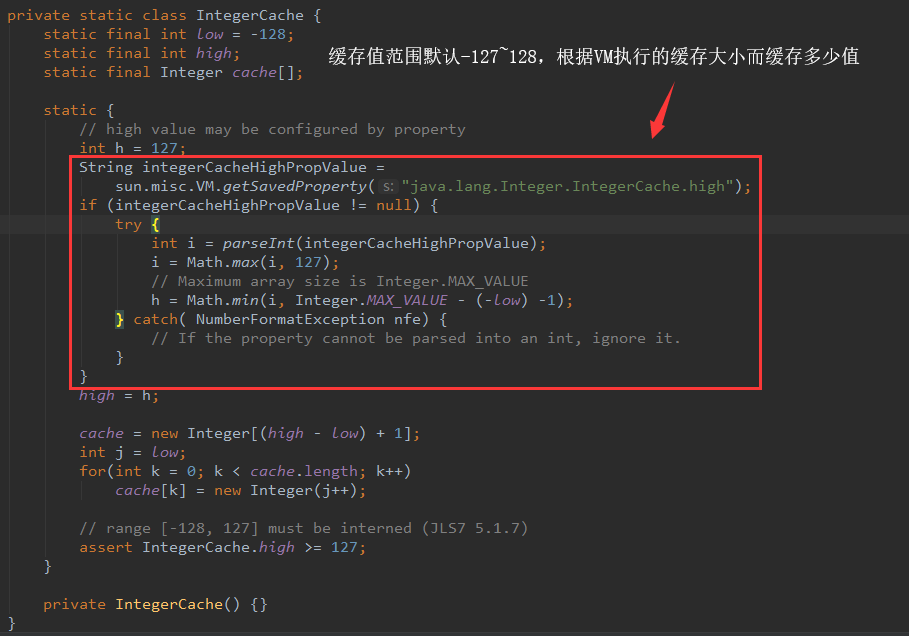 private static class IntegerCache {
    static final int low = -128;
    static final int high;
    static final Integer cache[];
缓存值范围默认-127~128，根据VM执行的缓存大小而缓存多少值
    static {
        // high value may be configured by property
        int h = 127;
        String integerCacheHighPropValue =
            sun.misc.VM.getSavedProperty( s: "java.lang.Integer.IntegerCache.high");
        if (integerCacheHighPropValue != null) {
            try {
                int i = parseInt(integerCacheHighPropValue);
                i = Math.max(i, 127);
                // Maximum array size is Integer.MAX_VALUE
                h = Math.min(i, Integer.MAX_VALUE - (-low) -1);
            } catch( NumberFormatException nfe) {
                // If the property cannot be parsed into an int, ignore it.
            }
        }
        high = h;
        cache = new Integer[(high - low) + 1];
        int j = low;
        for(int k = 0; k < cache.length; k++)
            cache[k] = new Integer(j++);
        // range [-128, 127] must be interned (JLS7 5.1.7)
        assert IntegerCache.high >= 127;
    }
    private IntegerCache() {}
}